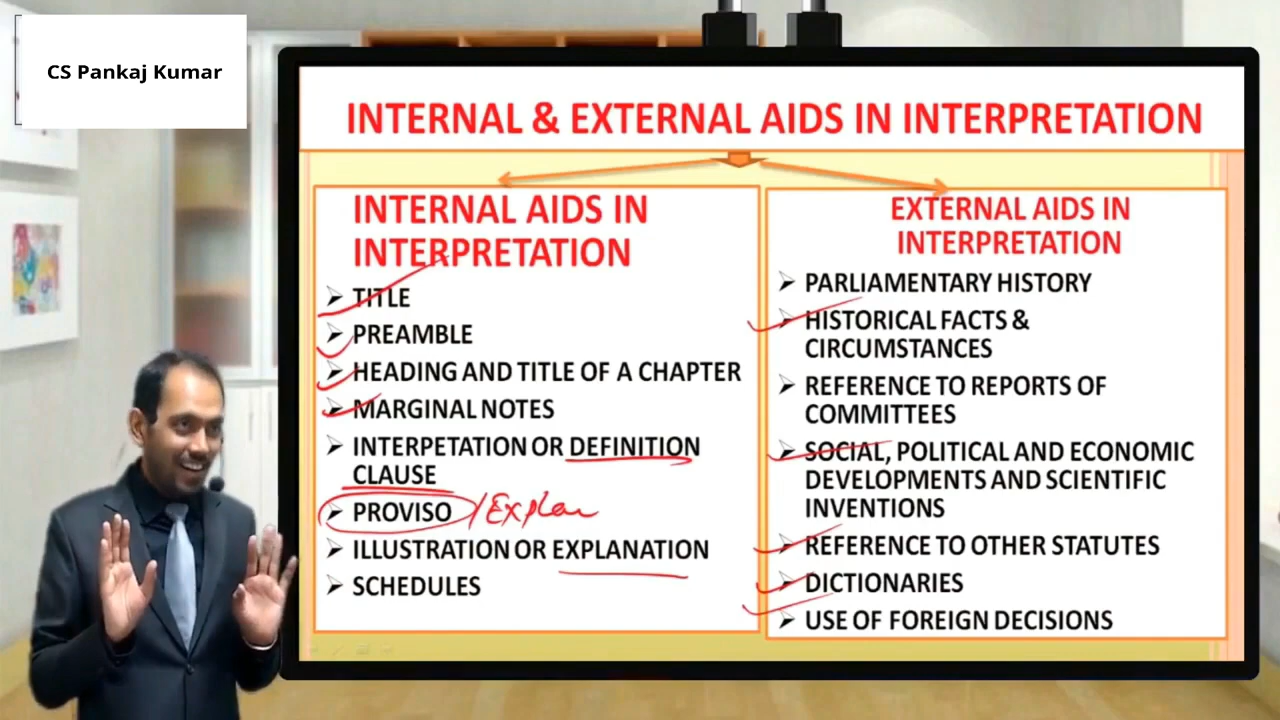 CS Pankaj Kumar
INTERNAL & EXTERNAL AIDS IN INTERPRETATION
INTERNAL AIDS IN
INTERPRETATION
TITLE
PREAMBLE
HEADING AND TITLE OF A CHAPTER
MARGINAL NOTES
INTERPETATION OR DEFINITION
CLAUSE
PROVISO /Explan
ILLUSTRATION OR EXPLANATION
SCHEDULES
EXTERNAL AIDS IN
INTERPRETATION
PARLIAMENTARY HISTORY
HISTORICAL FACTS &
CIRCUMSTANCES
REFERENCE TO REPORTS OF
COMMITTEES
SOCIAL, POLITICAL AND ECONOMIC
DEVELOPMENTS AND SCIENTIFIC
INVENTIONS
REFERENCE TO OTHER STATUTES
DICTIONARIES
USE OF FOREIGN DECISIONS